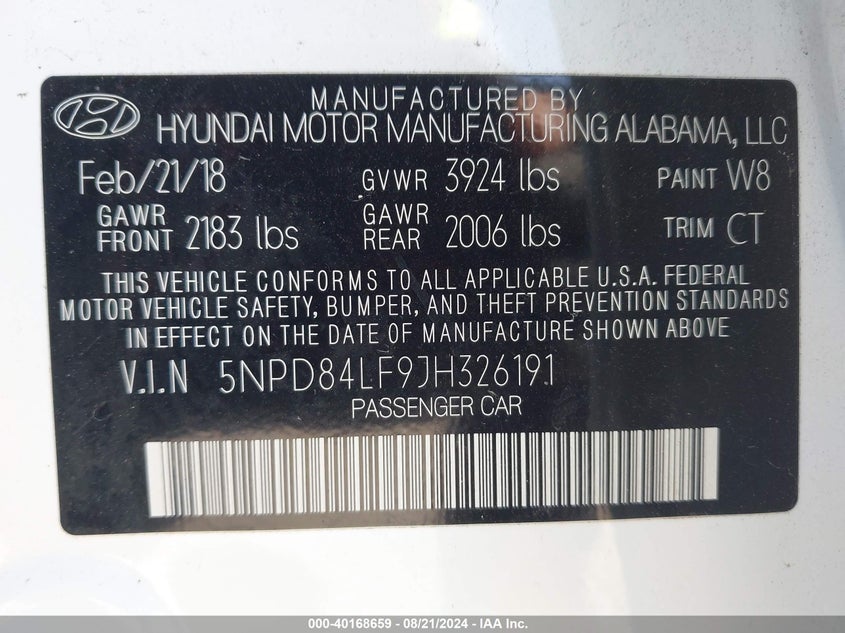 MANUFACTURED BY
HYUNDAI MOTOR MANUFACTURING ALABAMA, LLC
Feb/21/18 GVWR 3924 lbs PAINT W8
GAWR FRONT 2183 lbs GAWR REAR 2006 lbs TRIM CT
THIS VEHICLE CONFORMS TO ALL APPLICABLE U.S.A. FEDERAL
MOTOR VEHICLE SAFETY, BUMPER, AND THEFT PREVENTION STANDARDS
IN EFFECT ON THE DATE OF MANUFACTURE SHOWN ABOVE
V.I.N 5NPD84LF9JH326191
PASSENGER CAR
000-40168659 - 08/21/2024 - IAA Inc.